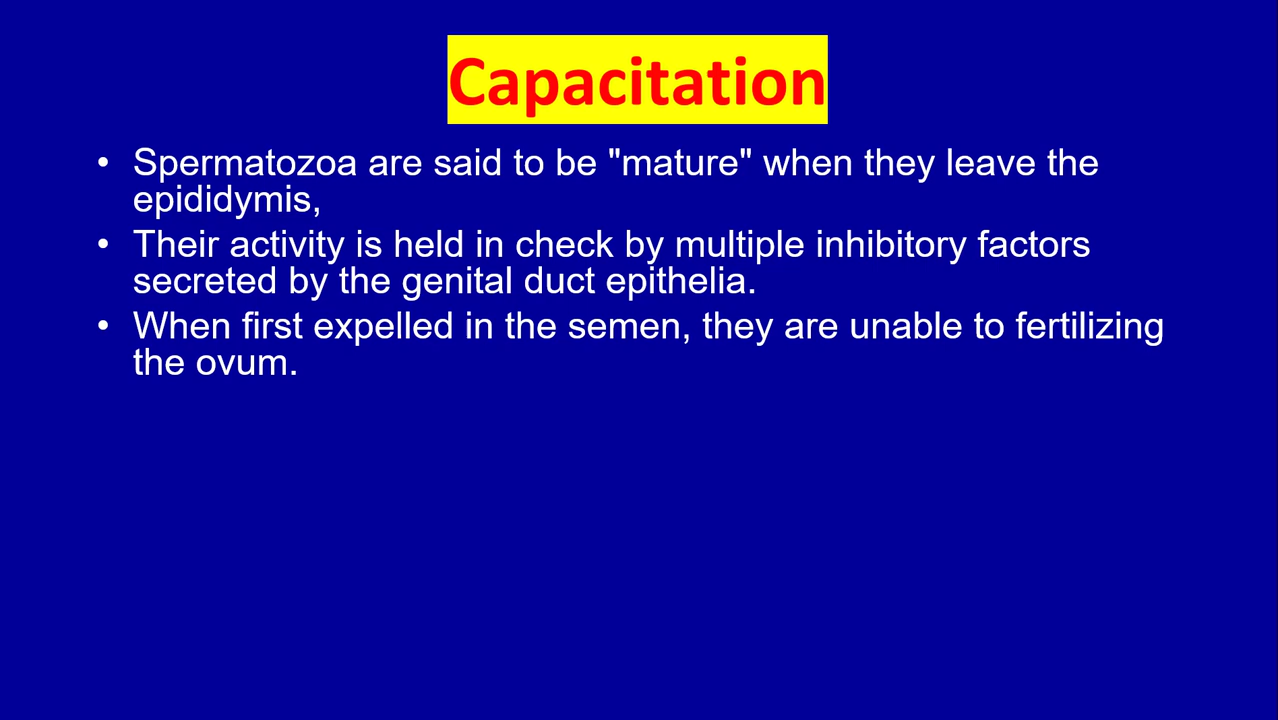 Capacitation
• Spermatozoa are said to be "mature" when they leave the
epididymis,
• Their activity is held in check by multiple inhibitory factors
secreted by the genital duct epithelia.
• When first expelled in the semen, they are unable to fertilizing
the ovum.